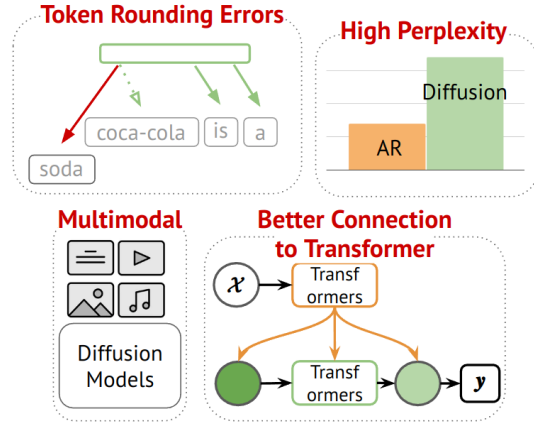 Token Rounding Errors
coca-cola is a
soda
High Perplexity
Diffusion
AR
Multimodal
Diffusion
Models
Better Connection
to Transformer
𝒳
Transf
ormers
Transf
ormers
𝒚